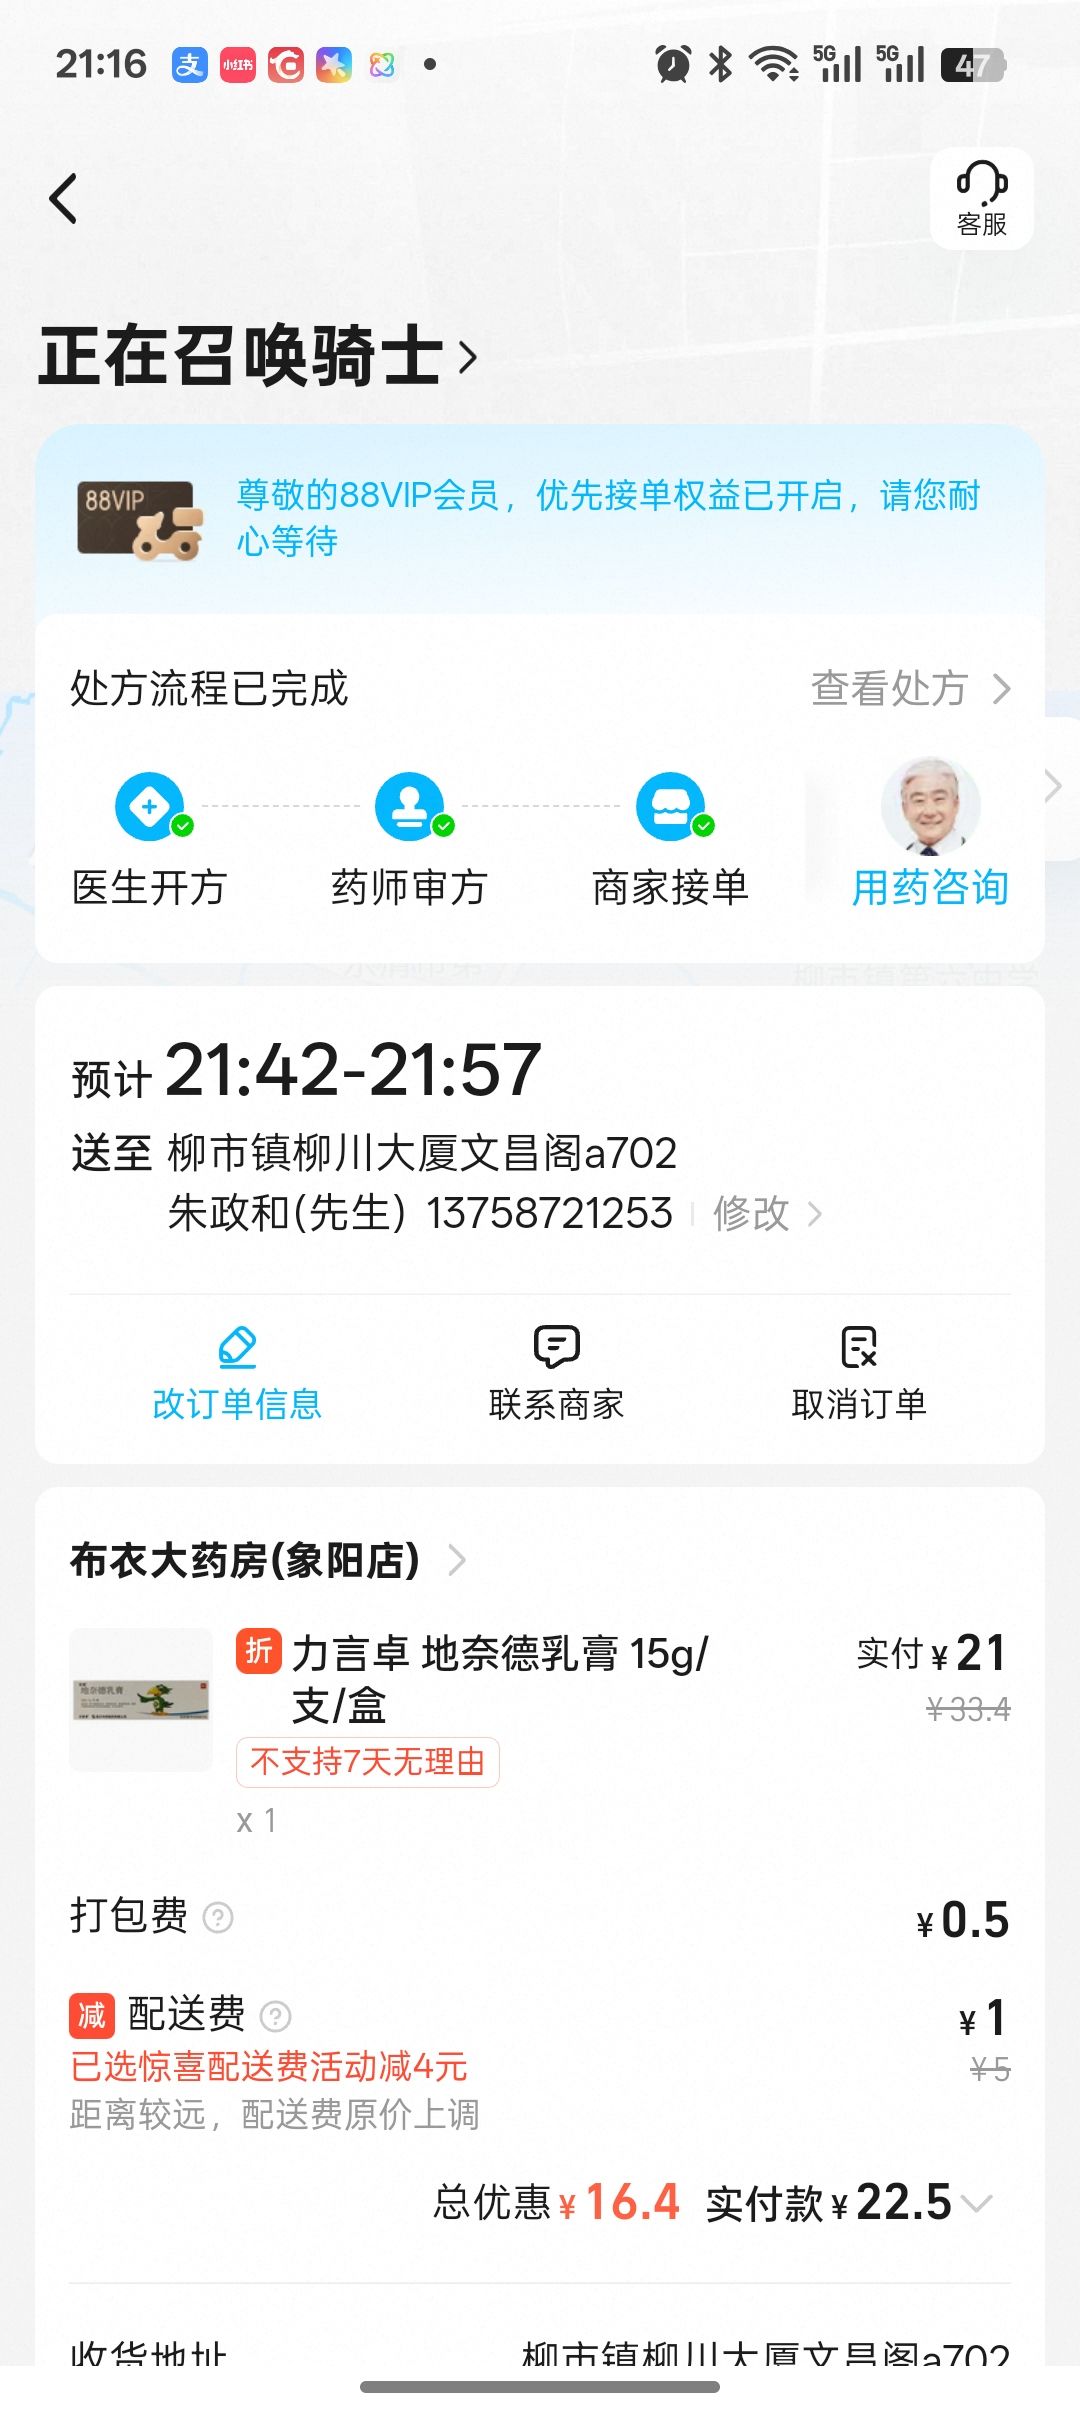 21:16
支
小红书
5G
5G
47
客服
正在召唤骑士
88VIP
尊敬的88VIP会员，优先接单权益已开启，请您耐
心等待
处方流程已完成
查看处方
医生开方
药师审方
商家接单
用药咨询
预计 21:42-21:57
送至 柳市镇柳川大厦文昌阁a702
朱政和(先生) 13758721253
修改
改订单信息
联系商家
取消订单
布衣大药房(象阳店)
折 力言卓 地奈德乳膏 15g/
支/盒
实付 ¥21
¥33.4
地奈德乳膏
不支持7天无理由
x 1
打包费 ?
¥0.5
减 配送费 ?
¥1
已选惊喜配送费活动减4元
¥5
距离较远，配送费原价上调
总优惠 ¥16.4 实付款 ¥22.5
收货地址
柳市镇柳川大厦文昌阁a702